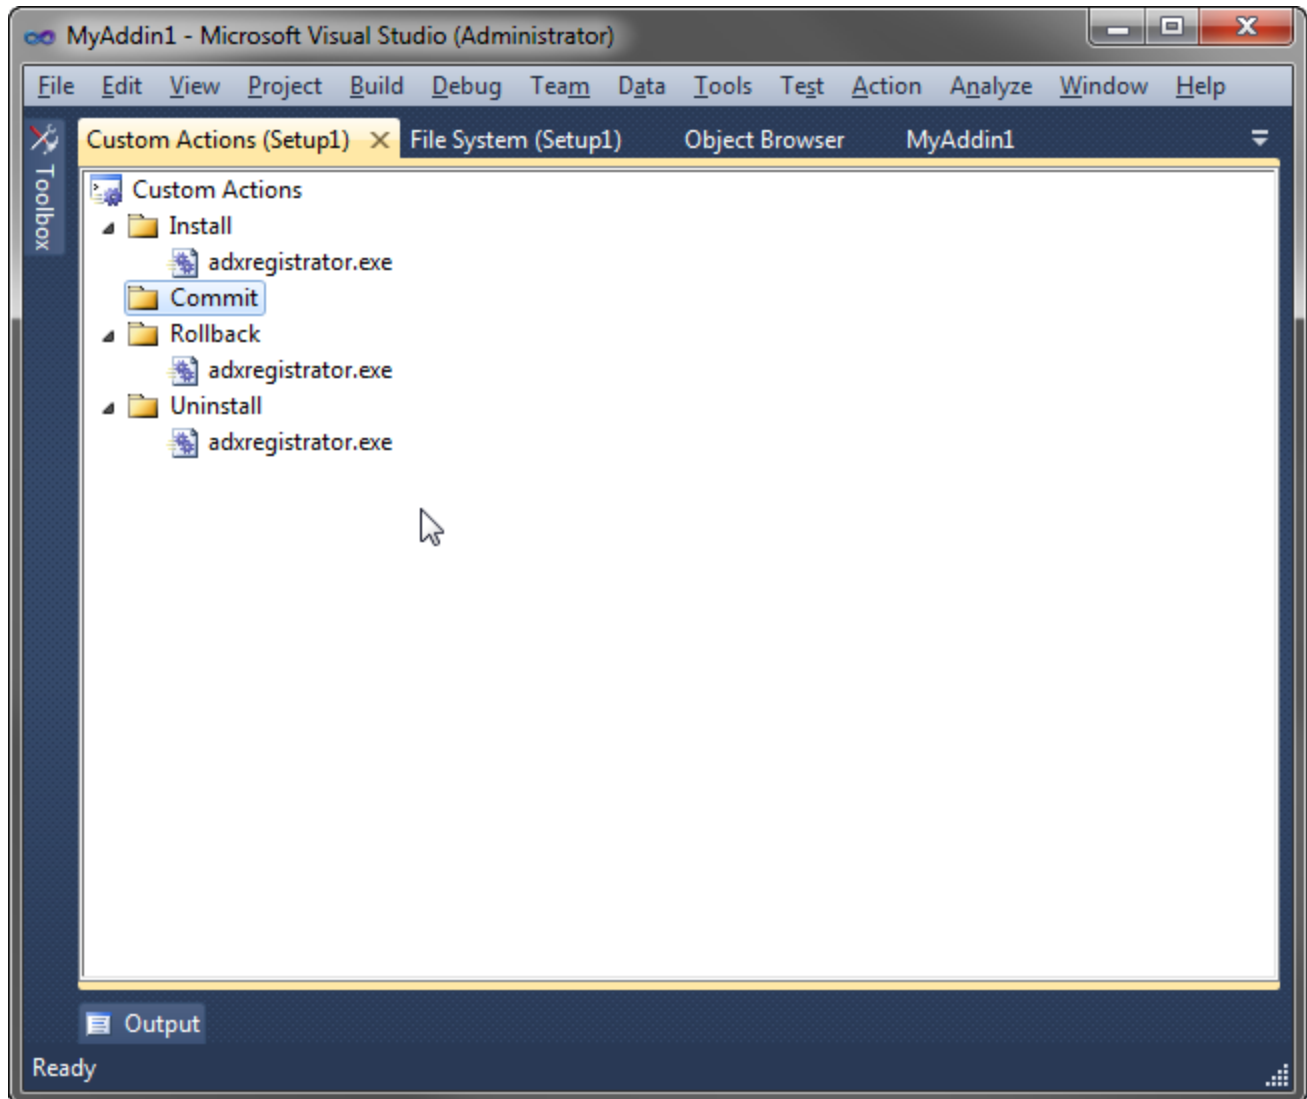 MyAddin1 - Microsoft Visual Studio (Administrator)
File Edit View Project Build Debug Team Data Tools Test Action Analyze Window Help
Toolbox
Custom Actions (Setup1) File System (Setup1) Object Browser MyAddin1
Custom Actions
Install
adxregistrator.exe
Commit
Rollback
adxregistrator.exe
Uninstall
adxregistrator.exe
Output
Ready